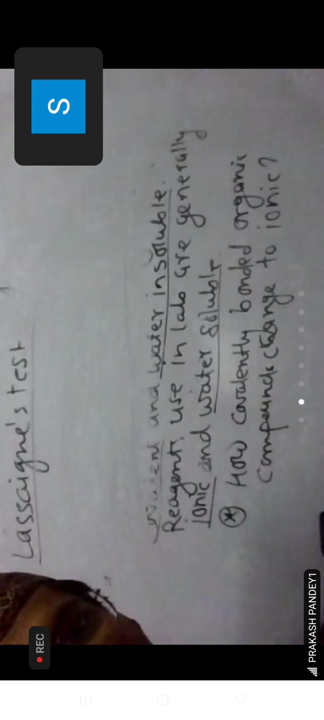 Lassaigne's test
and water insoluble.
Reagent, use in lab are generally
ionic and water soluble
* How covalently bonded organic
compounds change to ionic?
S
REC
PRAKASH PANDEY1